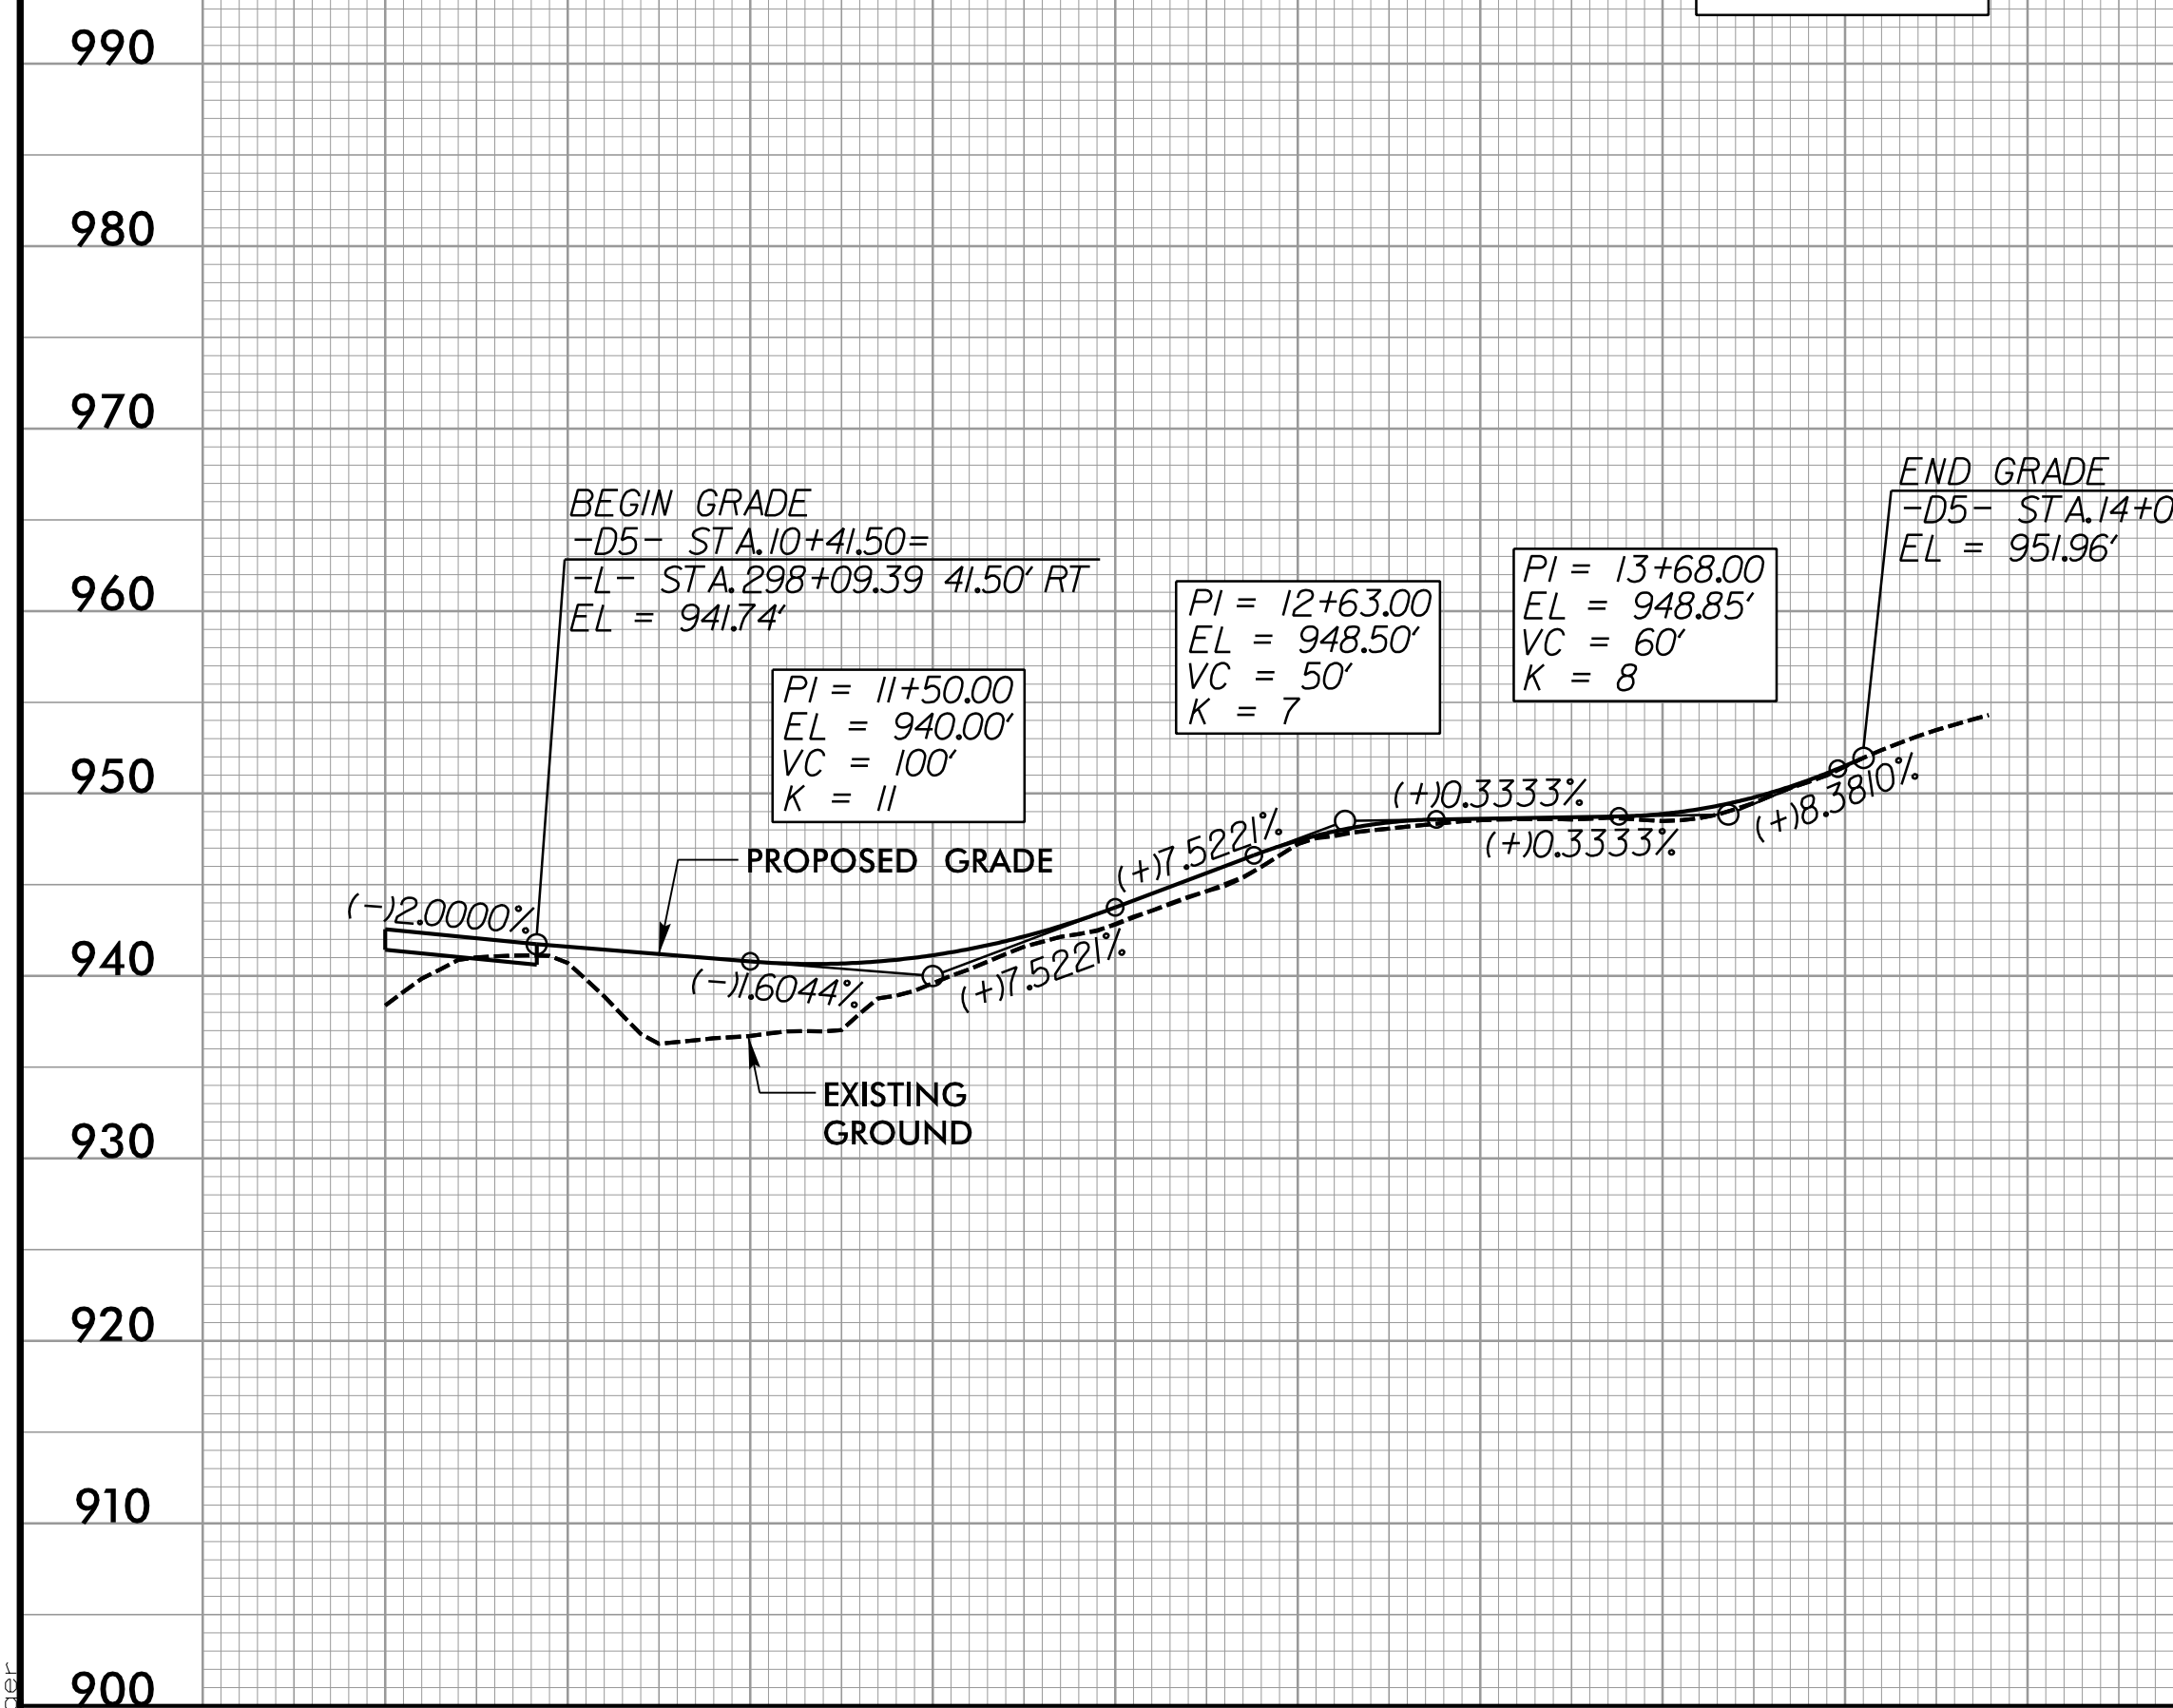 990
980
970
960
950
940
930
920
910
900
BEGIN GRADE
-D5- STA.10+41.50=
-L- STA.298+09.39 41.50' RT
EL = 941.74'
PI = 11+50.00
EL = 940.00'
VC = 100'
K = 11
PI = 12+63.00
EL = 948.50'
VC = 50'
K = 7
PI = 13+68.00
EL = 948.85'
VC = 60'
K = 8
END GRADE
-D5- STA.14+0
EL = 951.96'
PROPOSED GRADE
(-)2.0000%
(-)1.6044%
(+)7.5221%
(+)7.5221%
(+)0.3333%
(+)0.3333%
(+)8.3810%
EXISTING
GROUND